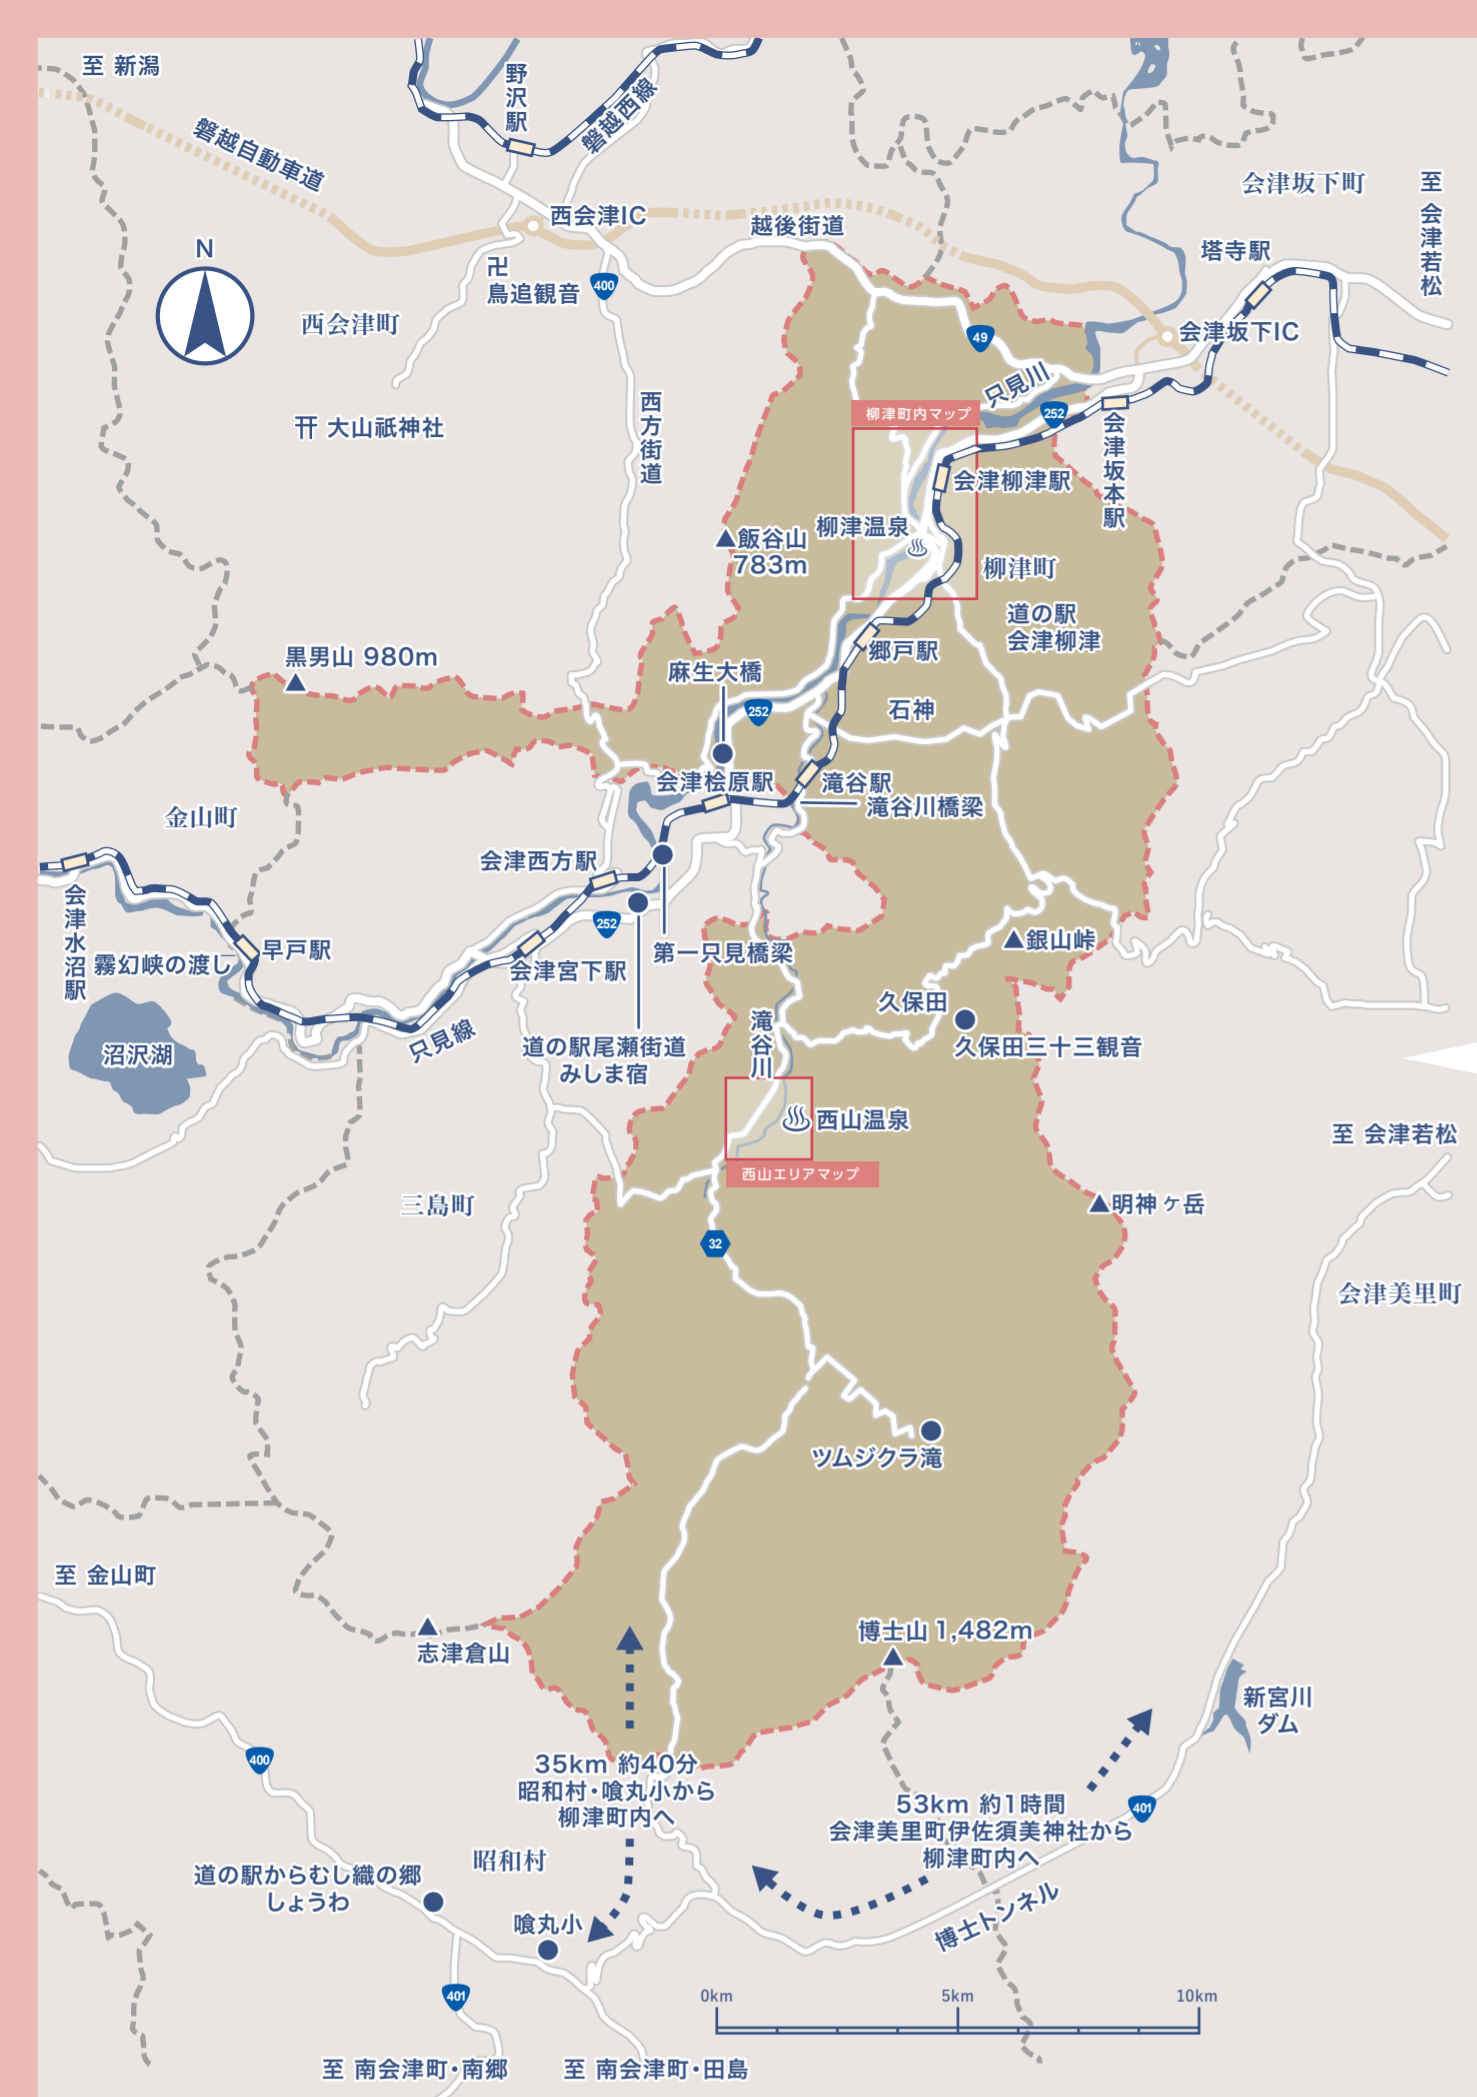 至 新潟
野沢駅
磐越西線
磐越自動車道
西会津IC
越後街道
会津坂下町
至 会津若松
塔寺駅
N
卍
鳥追観音
400
西会津町
49
会津坂下IC
只見川
大山祇神社
西方街道
柳津町内マップ
252
会津坂本駅
会津柳津駅
柳津温泉
飯谷山
783m
柳津町
道の駅
会津柳津
黒男山 980m
郷戸駅
麻生大橋
252
石神
会津桧原駅
滝谷駅
滝谷川橋梁
金山町
会津西方駅
会津水沼駅
252
早戸駅
霧幻峡の渡し
会津宮下駅
第一只見橋梁
銀山峠
久保田
久保田三十三観音
只見線
沼沢湖
道の駅尾瀬街道
みしま宿
滝谷川
西山温泉
西山エリアマップ
至 会津若松
三島町
明神ヶ岳
32
会津美里町
ツムジクラ滝
至 金山町
志津倉山
博士山 1,482m
新宮川
ダム
400
35km 約40分
昭和村・喰丸小から
柳津町内へ
53km 約1時間
会津美里町伊佐須美神社から
柳津町内へ
401
昭和村
道の駅からむし織の郷
しょうわ
喰丸小
博士トンネル
401
0km
5km
10km
至 南会津町・南郷
至 南会津町・田島